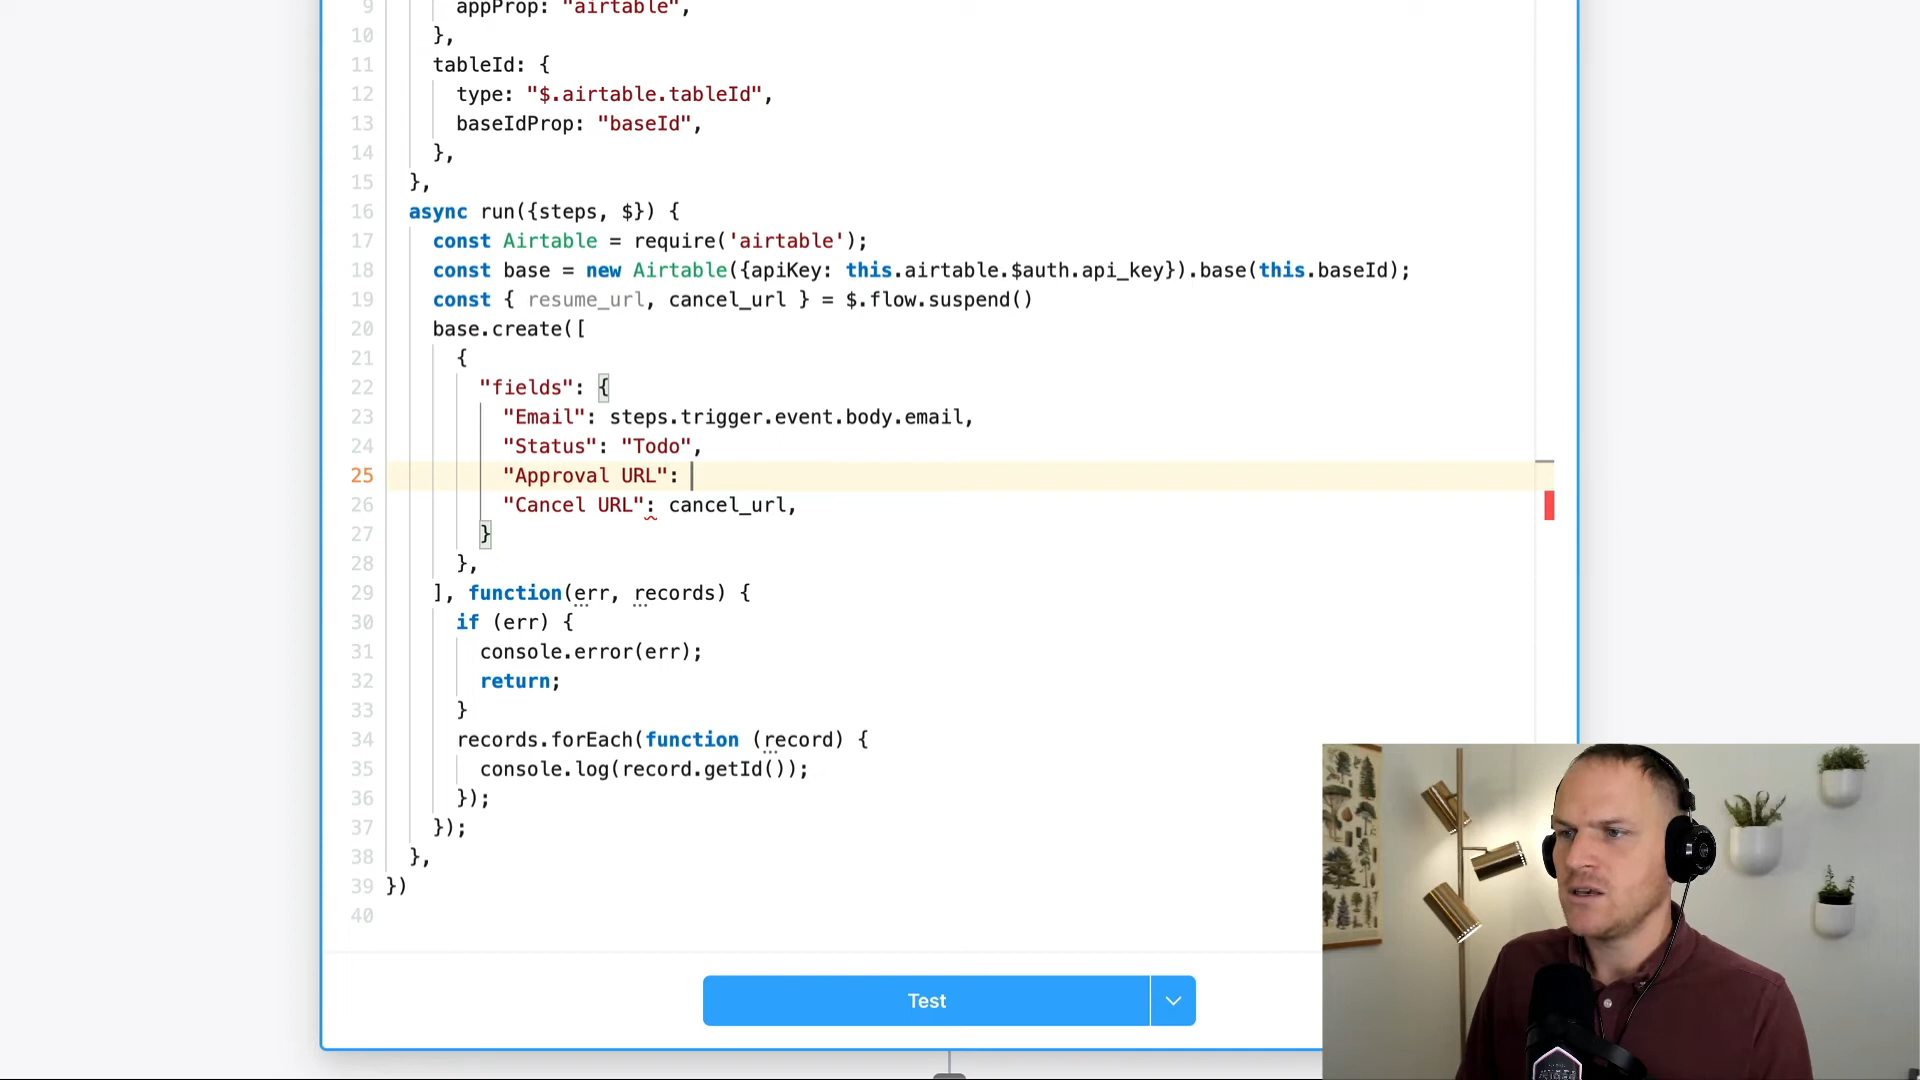 9 appProp: "airtable",
10 },
11 tableId: {
12 type: "$.airtable.tableId",
13 baseIdProp: "baseId",
14 },
15 },
16 async run({steps, $}) {
17 const Airtable = require('airtable');
18 const base = new Airtable({apiKey: this.airtable.$auth.api_key}).base(this.baseId);
19 const { resume_url, cancel_url } = $.flow.suspend()
20 base.create([
21 {
22 "fields": {
23 "Email": steps.trigger.event.body.email,
24 "Status": "Todo",
25 "Approval URL":
26 "Cancel URL": cancel_url,
27 }
28 },
29 ], function(err, records) {
30 if (err) {
31 console.error(err);
32 return;
33 }
34 records.forEach(function (record) {
35 console.log(record.getId());
36 });
37 });
38 },
39 })
40
Test